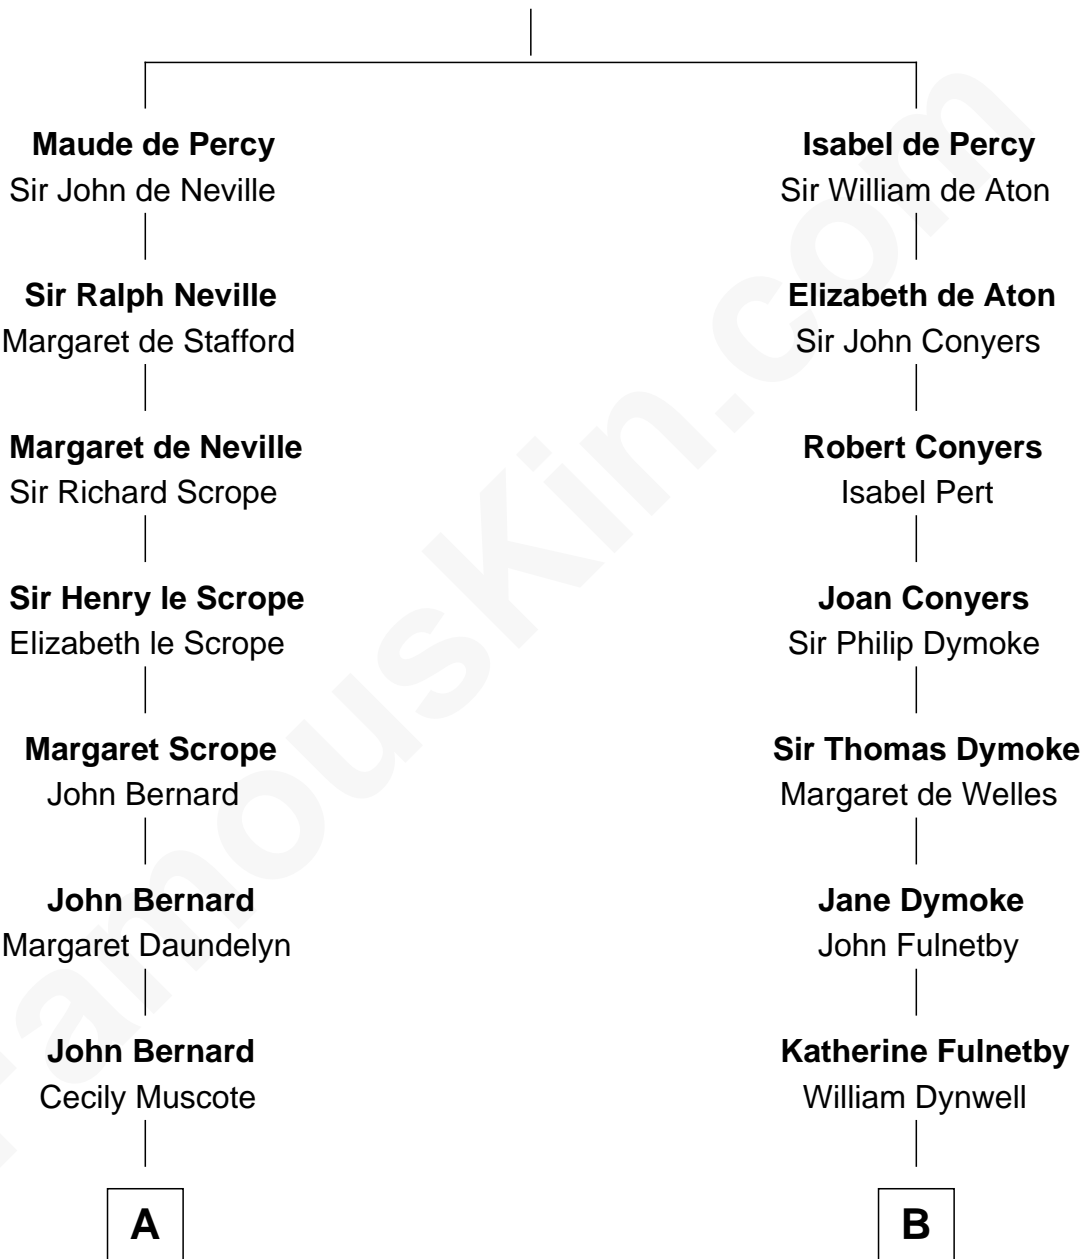 Maude de Percy
Sir John de Neville
Sir Ralph Neville
Margaret de Stafford
Margaret de Neville
Sir Richard Scrope
Sir Henry le Scrope
Elizabeth le Scrope
Margaret Scrope
John Bernard
John Bernard
Margaret Daundelyn
John Bernard
Cecily Muscote
A
Isabel de Percy
Sir William de Aton
Elizabeth de Aton
Sir John Conyers
Robert Conyers
Isabel Pert
Joan Conyers
Sir Philip Dymoke
Sir Thomas Dymoke
Margaret de Welles
Jane Dymoke
John Fulnetby
Katherine Fulnetby
William Dynwell
B
FamousKin.com